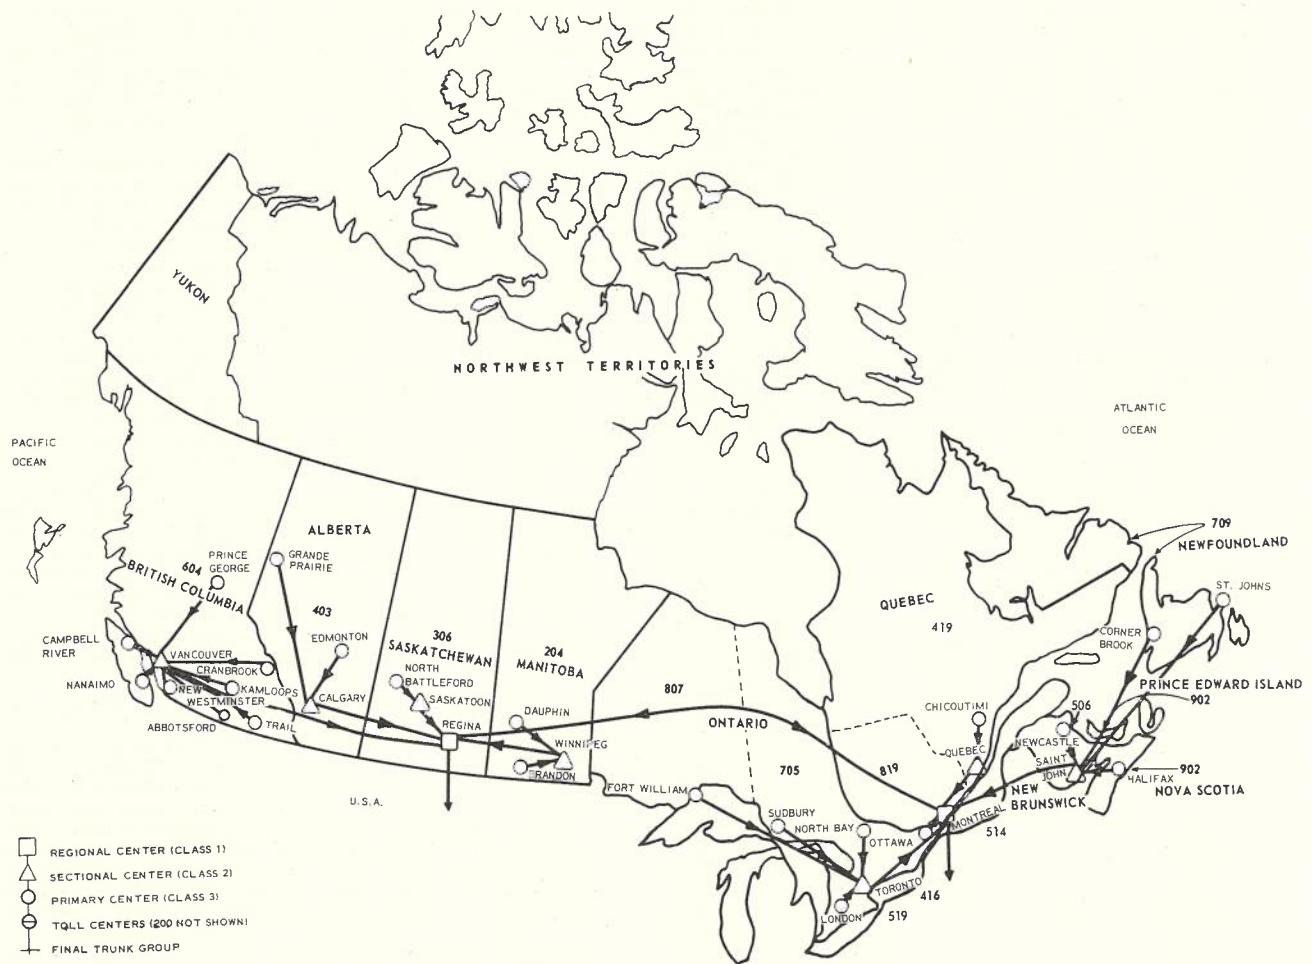 YUKON
NORTHWEST TERRITORIES
ATLANTIC
OCEAN
PACIFIC
OCEAN
ALBERTA
709
NEWFOUNDLAND
604
PRINCE
GEORGE
BRITISH COLUMBIA
GRANDE
PRAIRIE
403
ST. JOHNS
QUEBEC
419
EDMONTON
306
SASKATCHEWAN
204
MANITOBA
CORNER
BROOK
CAMPBELL
RIVER
VANCOUVER
CRANBROOK
NORTH
BATTLEFORD
807
PRINCE EDWARD ISLAND
902
NANAIMO
NEW
WESTMINSTER
KAMLOOPS
CALGARY
SASKATOON
506
ABBOTSFORD
TRAIL
REGINA
DAUPHIN
ONTARIO
CHICOUTIMI
NEWCASTLE
WINNIPEG
BRANDON
QUEBEC
SAINT
JOHN
705
819
902
HALIFAX
NOVA SCOTIA
NEW
BRUNSWICK
U.S.A.
FORT WILLIAM
SUDBURY
NORTH BAY
OTTAWA
MONTREAL
514
TORONTO
416
LONDON
519
REGIONAL CENTER (CLASS 1)
SECTIONAL CENTER (CLASS 2)
PRIMARY CENTER (CLASS 3)
TOLL CENTERS (200 NOT SHOWN)
FINAL TRUNK GROUP